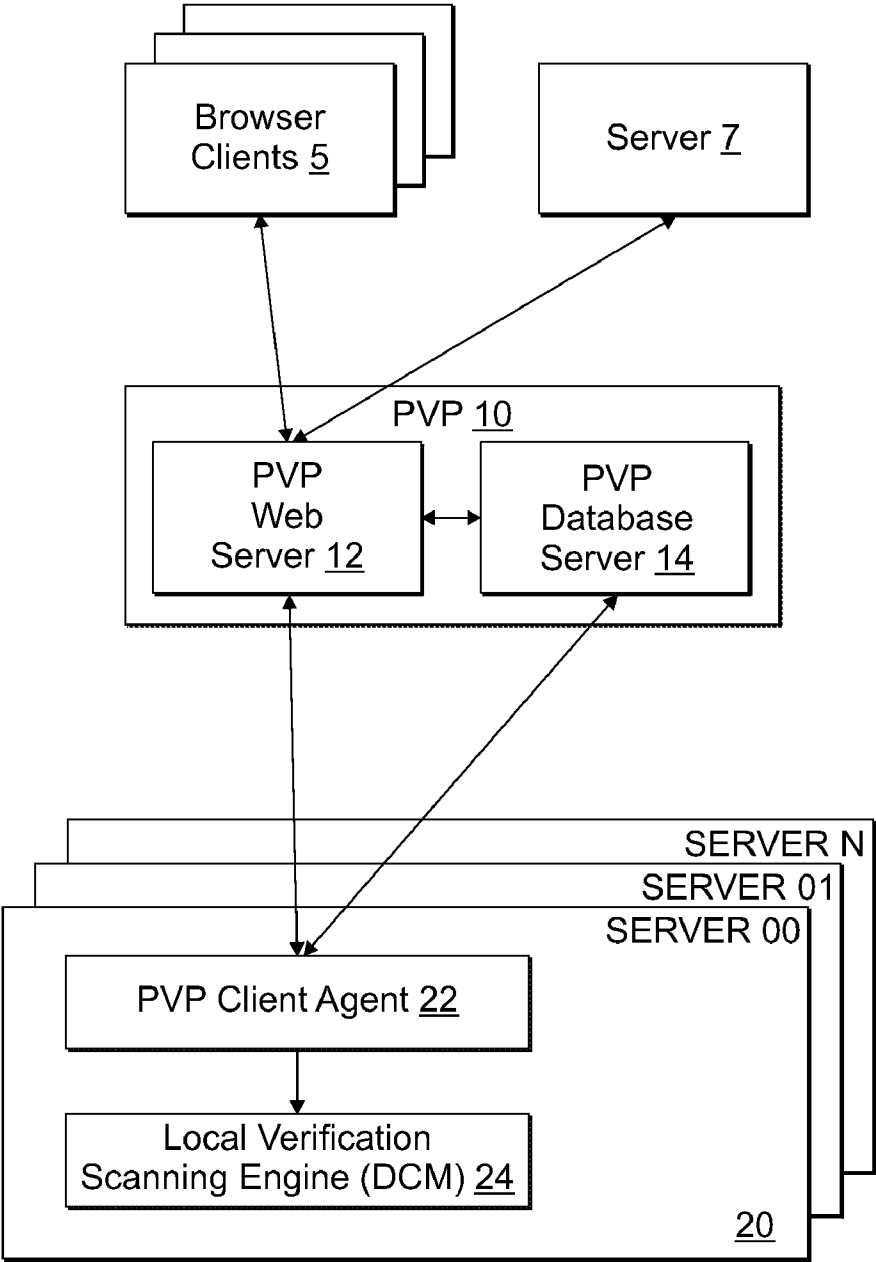 Browser
Clients 5
Server 7
PVP 10
PVP
Web
Server 12
PVP
Database
Server 14
SERVER N
SERVER 01
SERVER 00
PVP Client Agent 22
Local Verification
Scanning Engine (DCM) 24
20